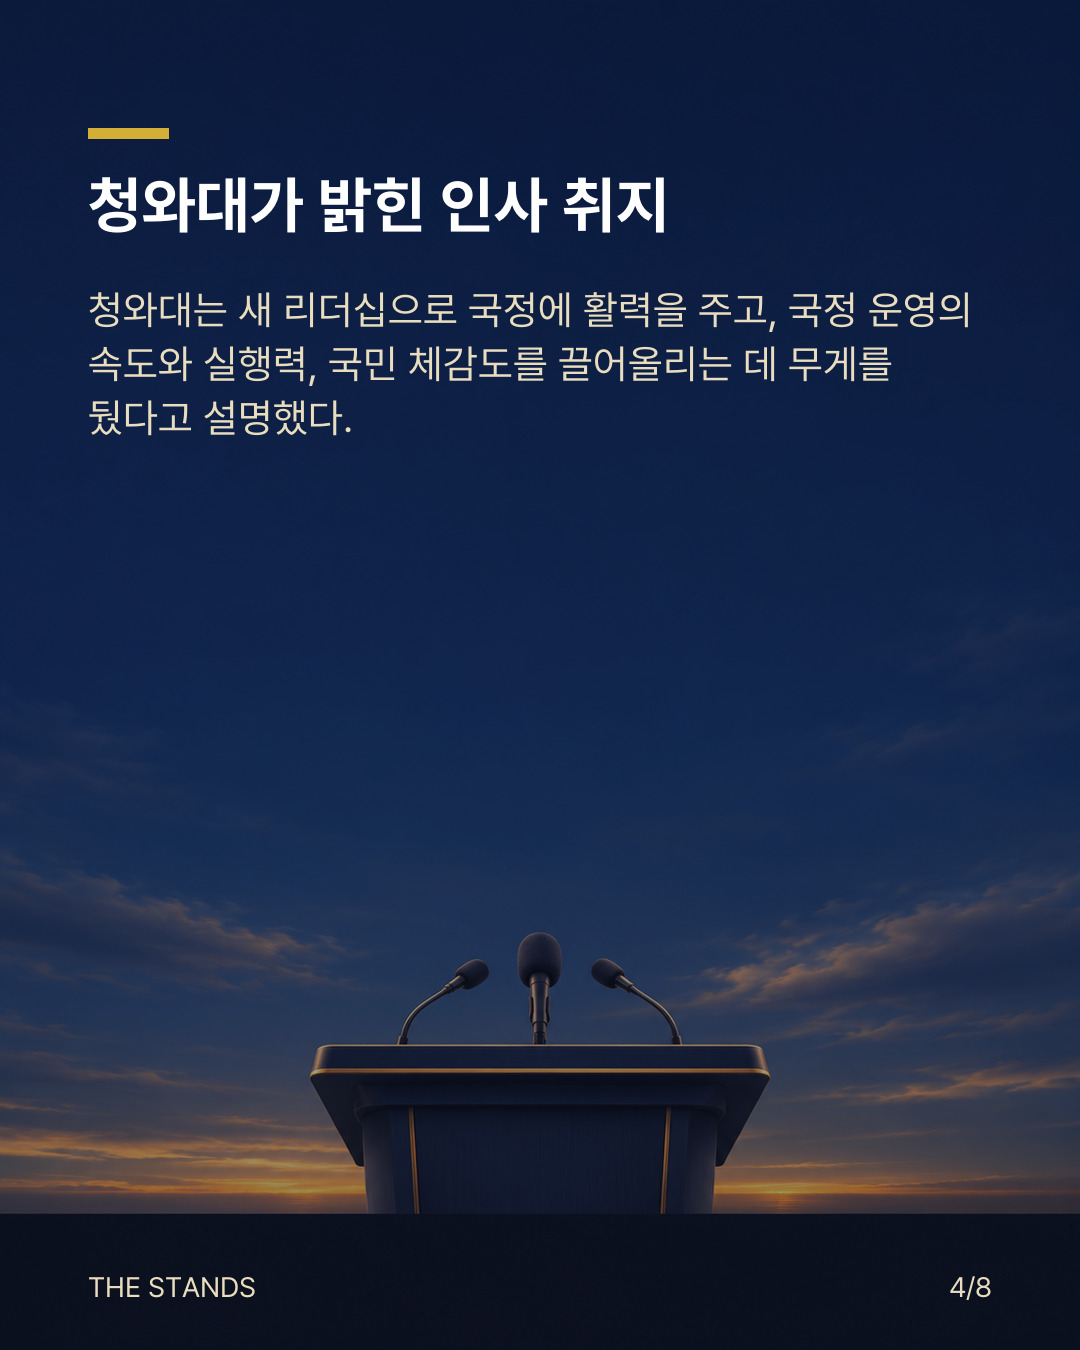 청와대가 밝힌 인사 취지
청와대는 새 리더십으로 국정에 활력을 주고, 국정 운영의
속도와 실행력, 국민 체감도를 끌어올리는 데 무게를
뒀다고 설명했다.
THE STANDS
4/8